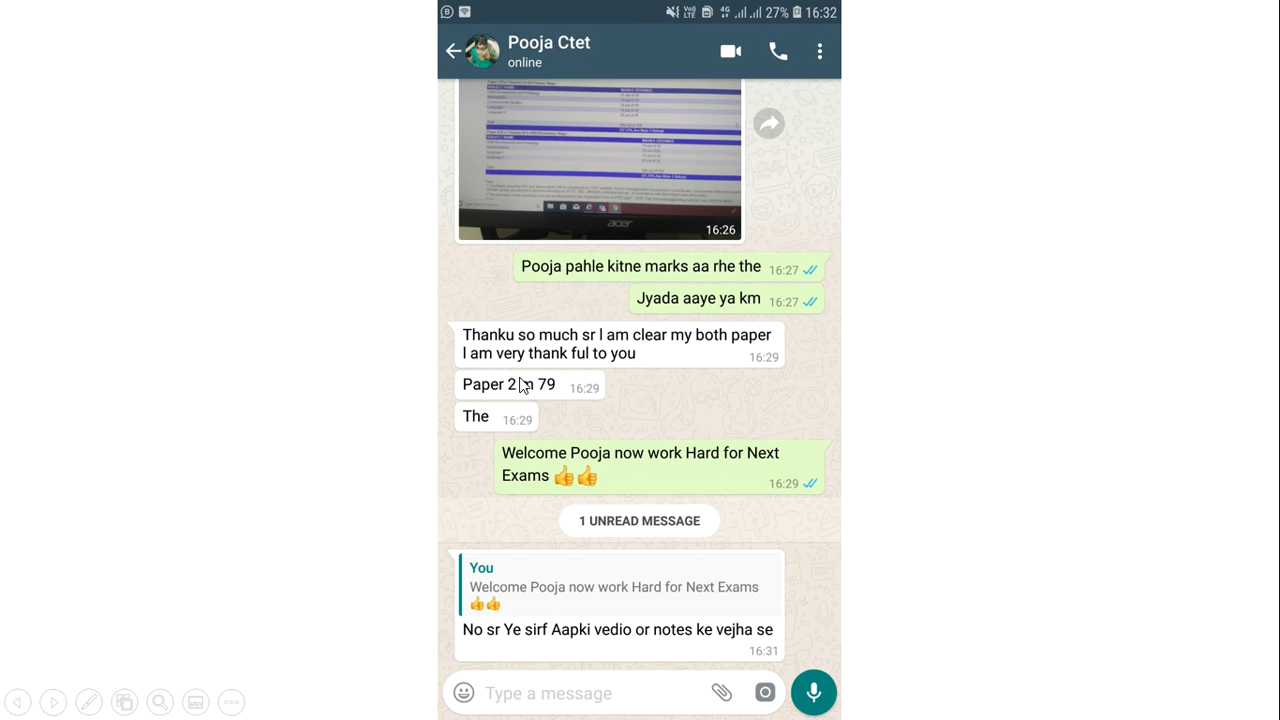 27% 16:32
Pooja Ctet
online
acer
16:26
Pooja pahle kitne marks aa rhe the 16:27
Jyada aaye ya km 16:27
Thanku so much sr I am clear my both paper
I am very thank ful to you 16:29
Paper 2 79 16:29
The 16:29
Welcome Pooja now work Hard for Next
Exams 👍👍 16:29
1 UNREAD MESSAGE
You
Welcome Pooja now work Hard for Next Exams
👍👍
No sr Ye sirf Aapki vedio or notes ke vejha se
16:31
Type a message